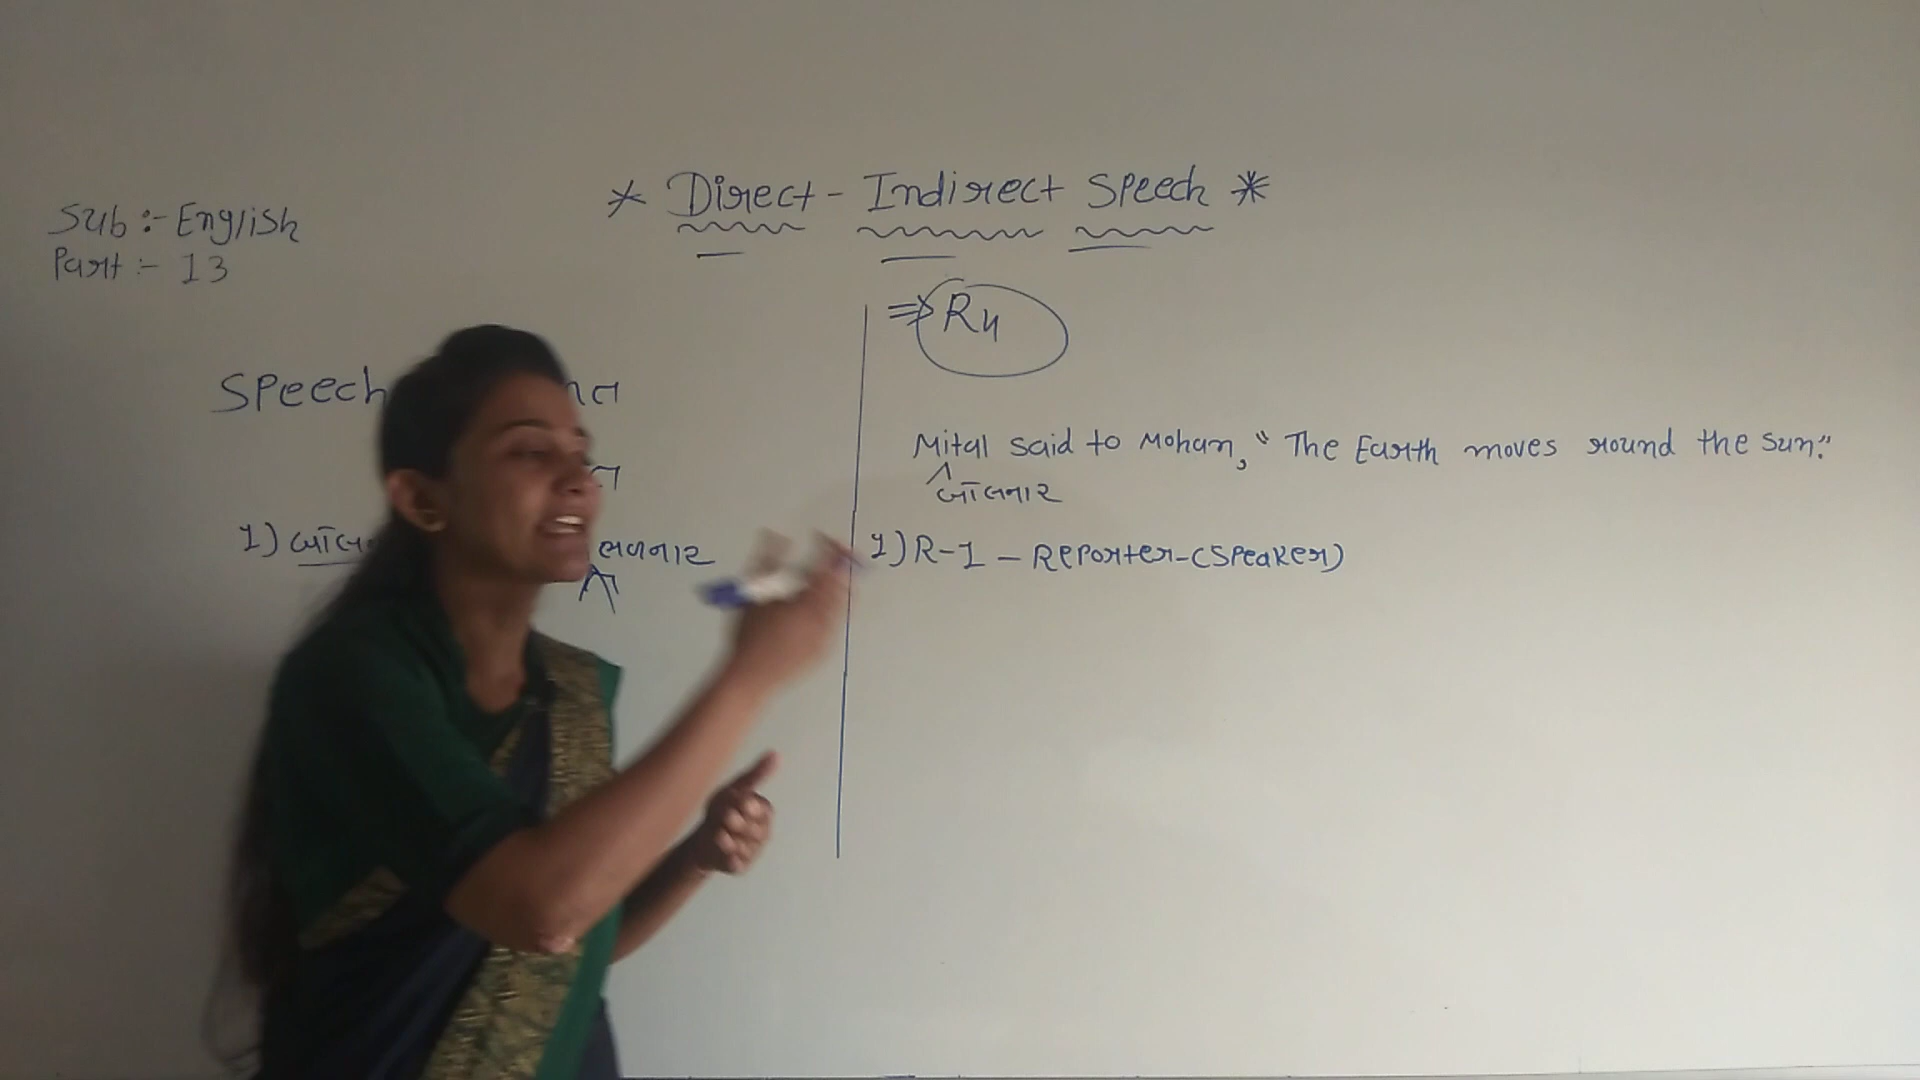 * Direct - Indirect Speech *
Sub :- English
Part :- 13
Speech
1)
⇒ R4
Mital said to Mohan, " The Earth moves round the sun."
બોલનાર
1) R-1 - Reporter-(Speaker)